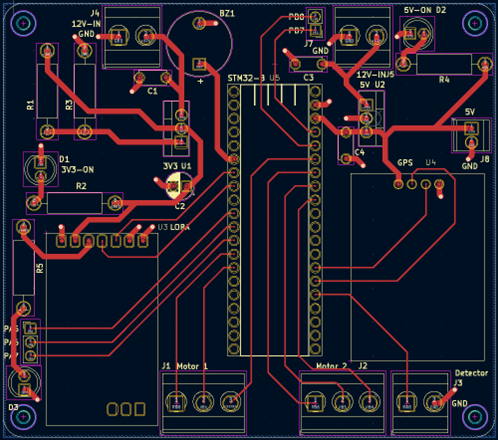 J4
12V-IN
GND
BZ1
+
PB8
PB7
J7
GND
5V-ON D2
R1
R3
C1
STM32-B U5
C3
12V-INJ5
5V U2
R4
5V
J8
GND
D1
3V3-ON
3V3 U1
C4
GPS U4
R2
C2
U3 LORA
R5
PA5
PA6
PA7
D3
J1 Motor 1
Motor 2 J2
Detector
J3
GND